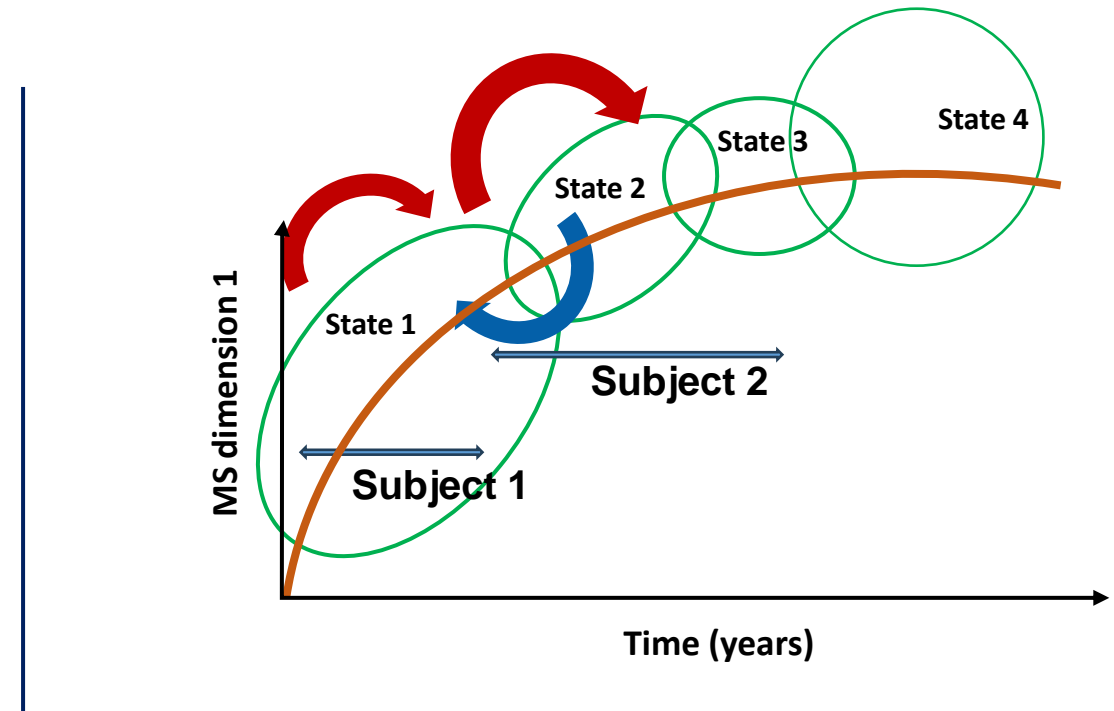 State 4
State 3
State 2
State 1
MS dimension 1
Subject 2
Subject 1
Time (years)